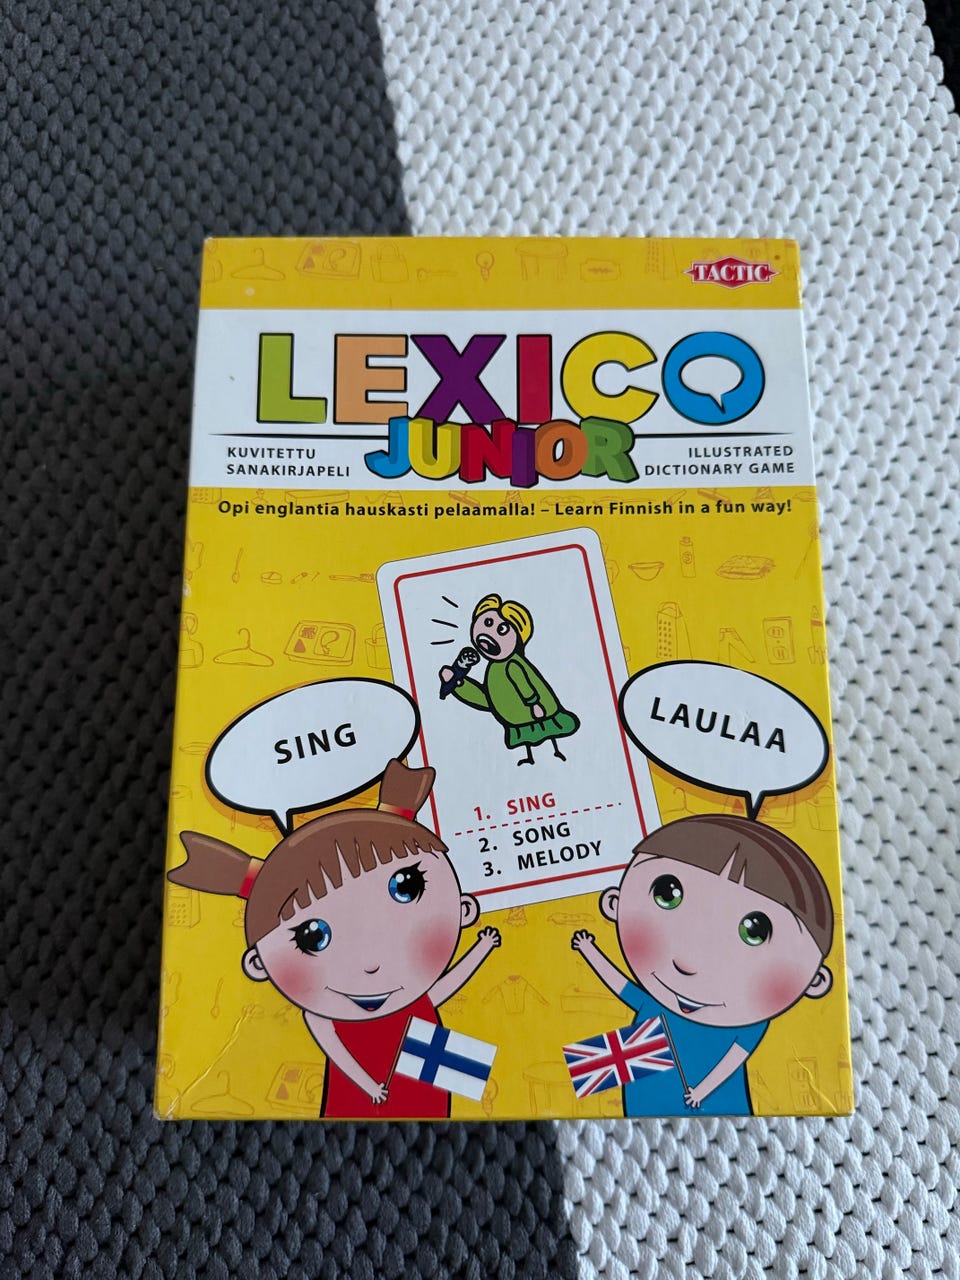 TACTIC
LEXICO
JUNIOR
KUVITETTU
SANAKIRJAPELI
ILLUSTRATED
DICTIONARY GAME
Opi englantia hauskasti pelaamalla! – Learn Finnish in a fun way!
SING
LAULAA
1. SING
2. SONG
3. MELODY